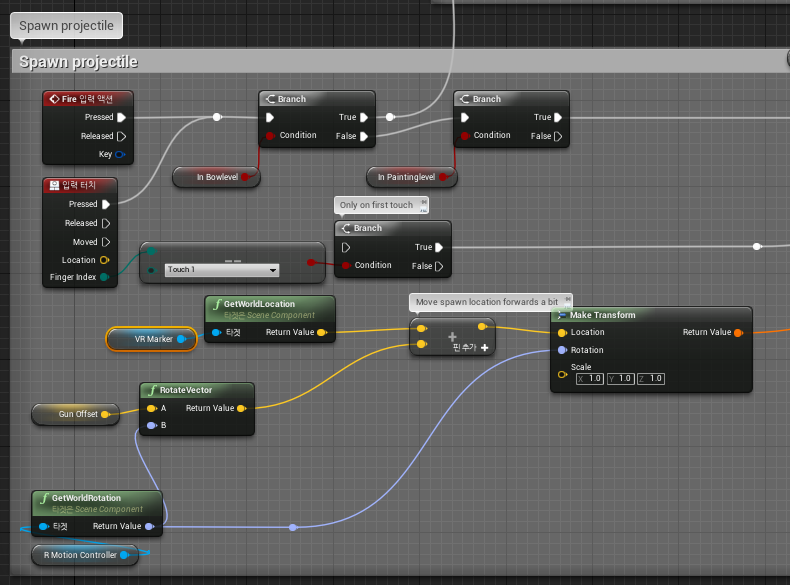 Spawn projectile
Spawn projectile
Fire 입력 액션
Pressed
Released
Key
Branch
True
Condition
False
Branch
True
Condition
False
In Bowlevel
In Paintinglevel
입력 터치
Pressed
Released
Moved
Location
Finger Index
Only on first touch
Branch
True
Condition
False
==
Touch 1
GetWorldLocation
타겟은 Scene Component
타겟
Return Value
VR Marker
Move spawn location forwards a bit
+
핀 추가 +
Make Transform
Location
Return Value
Rotation
Scale
X 1.0 Y 1.0 Z 1.0
RotateVector
A
Return Value
B
Gun Offset
GetWorldRotation
타겟은 Scene Component
타겟
Return Value
R Motion Controller